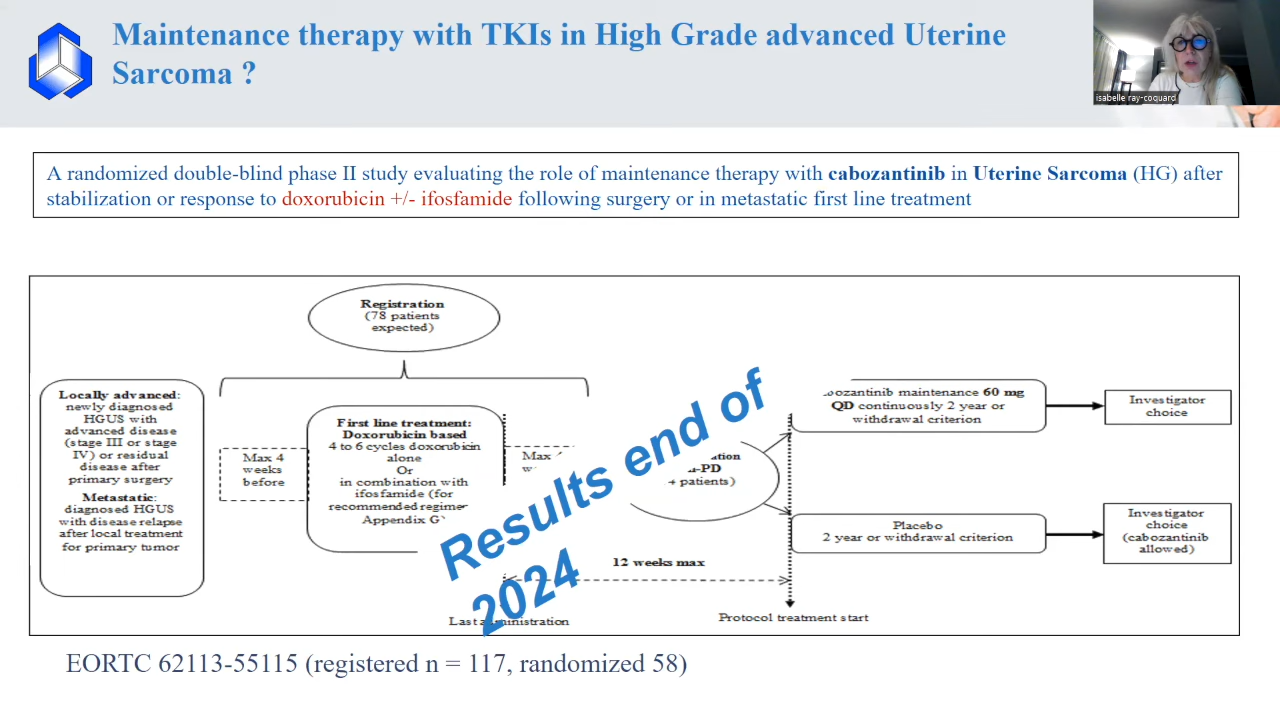 Maintenance therapy with TKIs in High Grade advanced Uterine
Sarcoma ?
isabelle ray-coquard
A randomized double-blind phase II study evaluating the role of maintenance therapy with cabozantinib in Uterine Sarcoma (HG) after
stabilization or response to doxorubicin +/- ifosfamide following surgery or in metastatic first line treatment
Registration
(78 patients
expected)
Locally advanced:
newly diagnosed
HGUS with
advanced disease
(stage III or stage
IV) or residual
disease after
primary surgery
Metastatic:
diagnosed HGUS
with disease relapse
after local treatment
for primary tumor
Max 4
weeks
before
First line treatment:
Doxorubicin based
4 to 6 cycles doxorubicin
alone
Or
in combination with
ifosfamide (for
recommended regime
Appendix G
Max
-PD
patients)
maintenance 60 mg
QD continuously 2 year or
withdrawal criterion
Investigator
choice
Placebo
2 year or withdrawal criterion
Investigator
choice
(cabozantinib
allowed)
12 weeks max
Last administration
Protocol treatment start
Results end of
2024
EORTC 62113-55115 (registered n = 117, randomized 58)